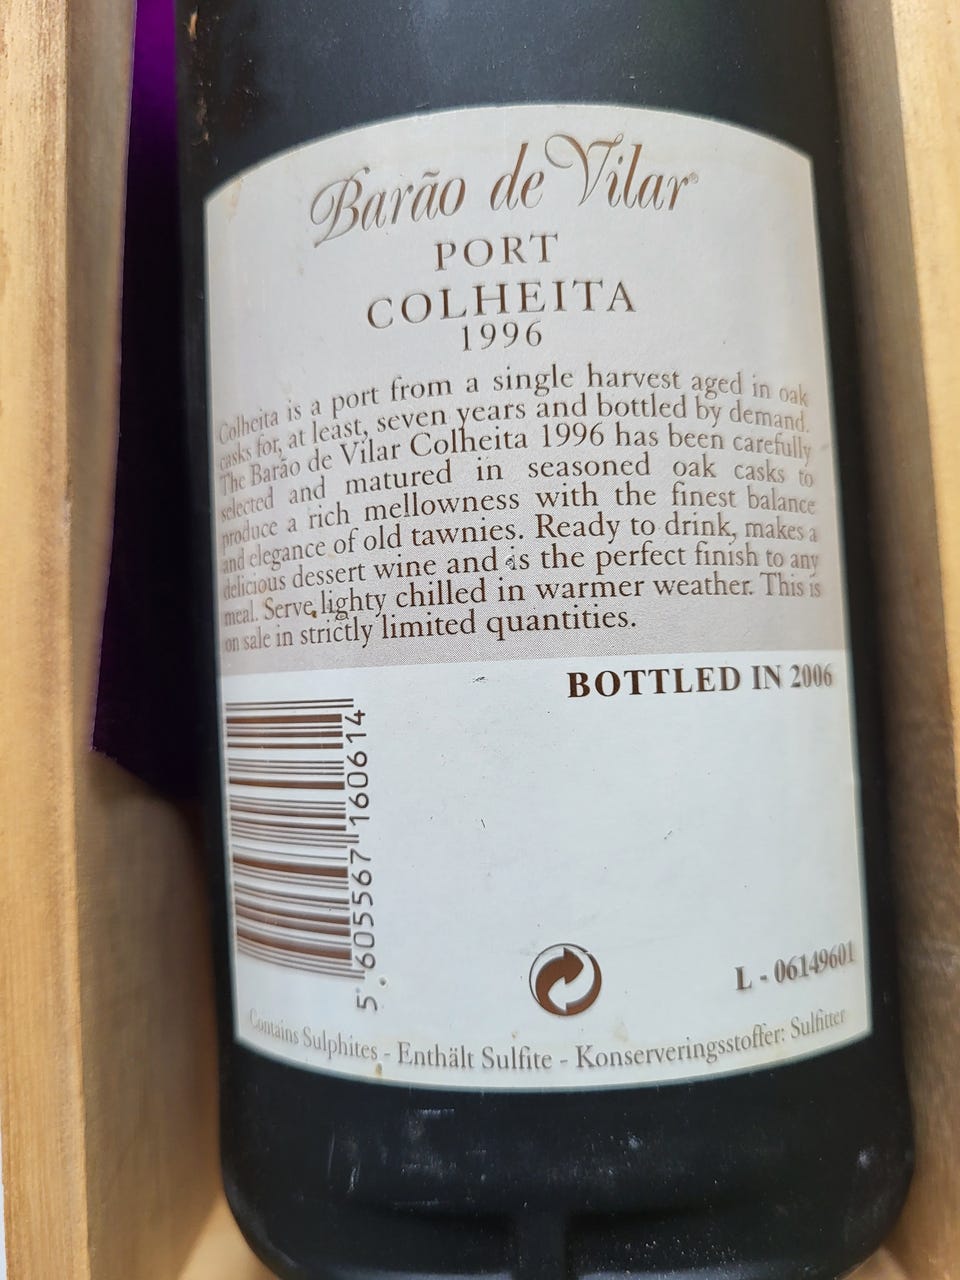 Barão de Vilar®
PORT
COLHEITA
1996
Colheita is a port from a single harvest aged in oak
casks for, at least, seven years and bottled by demand.
The Barão de Vilar Colheita 1996 has been carefully
selected and matured in seasoned oak casks to
produce a rich mellowness with the finest balance
and elegance of old tawnies. Ready to drink, makes a
delicious dessert wine and is the perfect finish to any
meal. Serve lighty chilled in warmer weather. This is
on sale in strictly limited quantities.
BOTTLED IN 2006
5 605567 160614
L - 06149601
Contains Sulphites - Enthält Sulfite - Konserveringsstoffer: Sulfitter